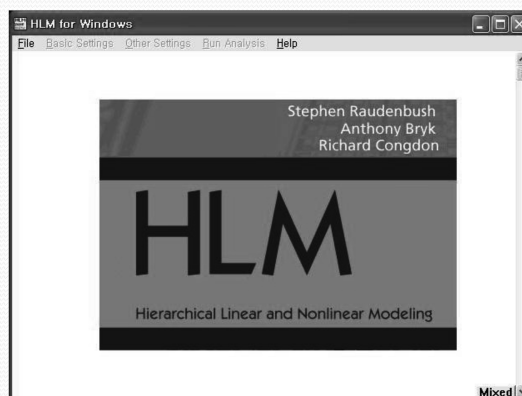 HLM for Windows
File Basic Settings Other Settings Run Analysis Help
Stephen Raudenbush
Anthony Bryk
Richard Congdon
HLM
Hierarchical Linear and Nonlinear Modeling
Mixed